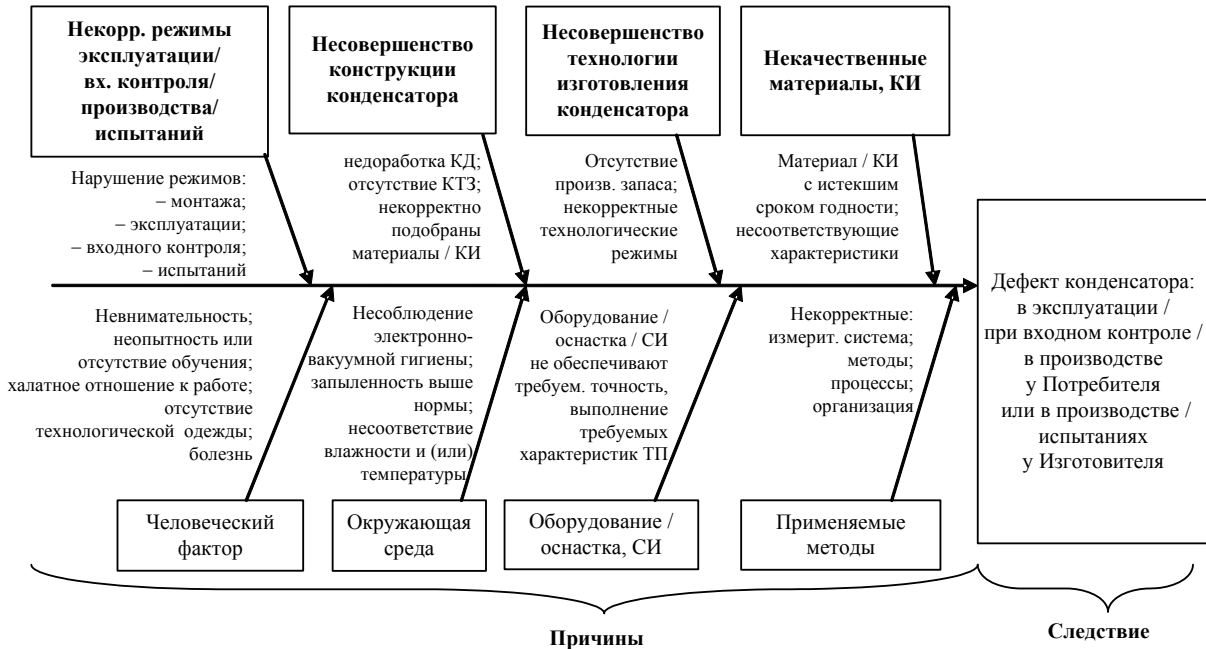 Некорр. режимы
эксплуатации/
вх. контроля/
производства/
испытаний
Несовершенство
конструкции
конденсатора
Несовершенство
технологии
изготовления
конденсатора
Некачественные
материалы, КИ
Нарушение режимов:
– монтажа;
– эксплуатации;
– входного контроля;
– испытаний
недоработка КД;
отсутствие КТЗ;
некорректно
подобраны
материалы / КИ
Отсутствие
произв. запаса;
некорректные
технологические
режимы
Материал / КИ
с истекшим
сроком годности;
несоответствующие
характеристики
Дефект конденсатора:
в эксплуатации /
при входном контроле /
в производстве
у Потребителя
или в производстве /
испытаниях
у Изготовителя
Невнимательность;
неопытность или
отсутствие обучения;
халатное отношение к работе;
отсутствие
технологической одежды;
болезнь
Несоблюдение
электронно-
вакуумной гигиены;
запыленность выше
нормы;
несоответствие
влажности и (или)
температуры
Оборудование /
оснастка / СИ
не обеспечивают
требуем. точность,
выполнение
требуемых
характеристик ТП
Некорректные:
измерит. система;
методы;
процессы;
организация
Человеческий
фактор
Окружающая
среда
Оборудование /
оснастка, СИ
Применяемые
методы
Причины
Следствие